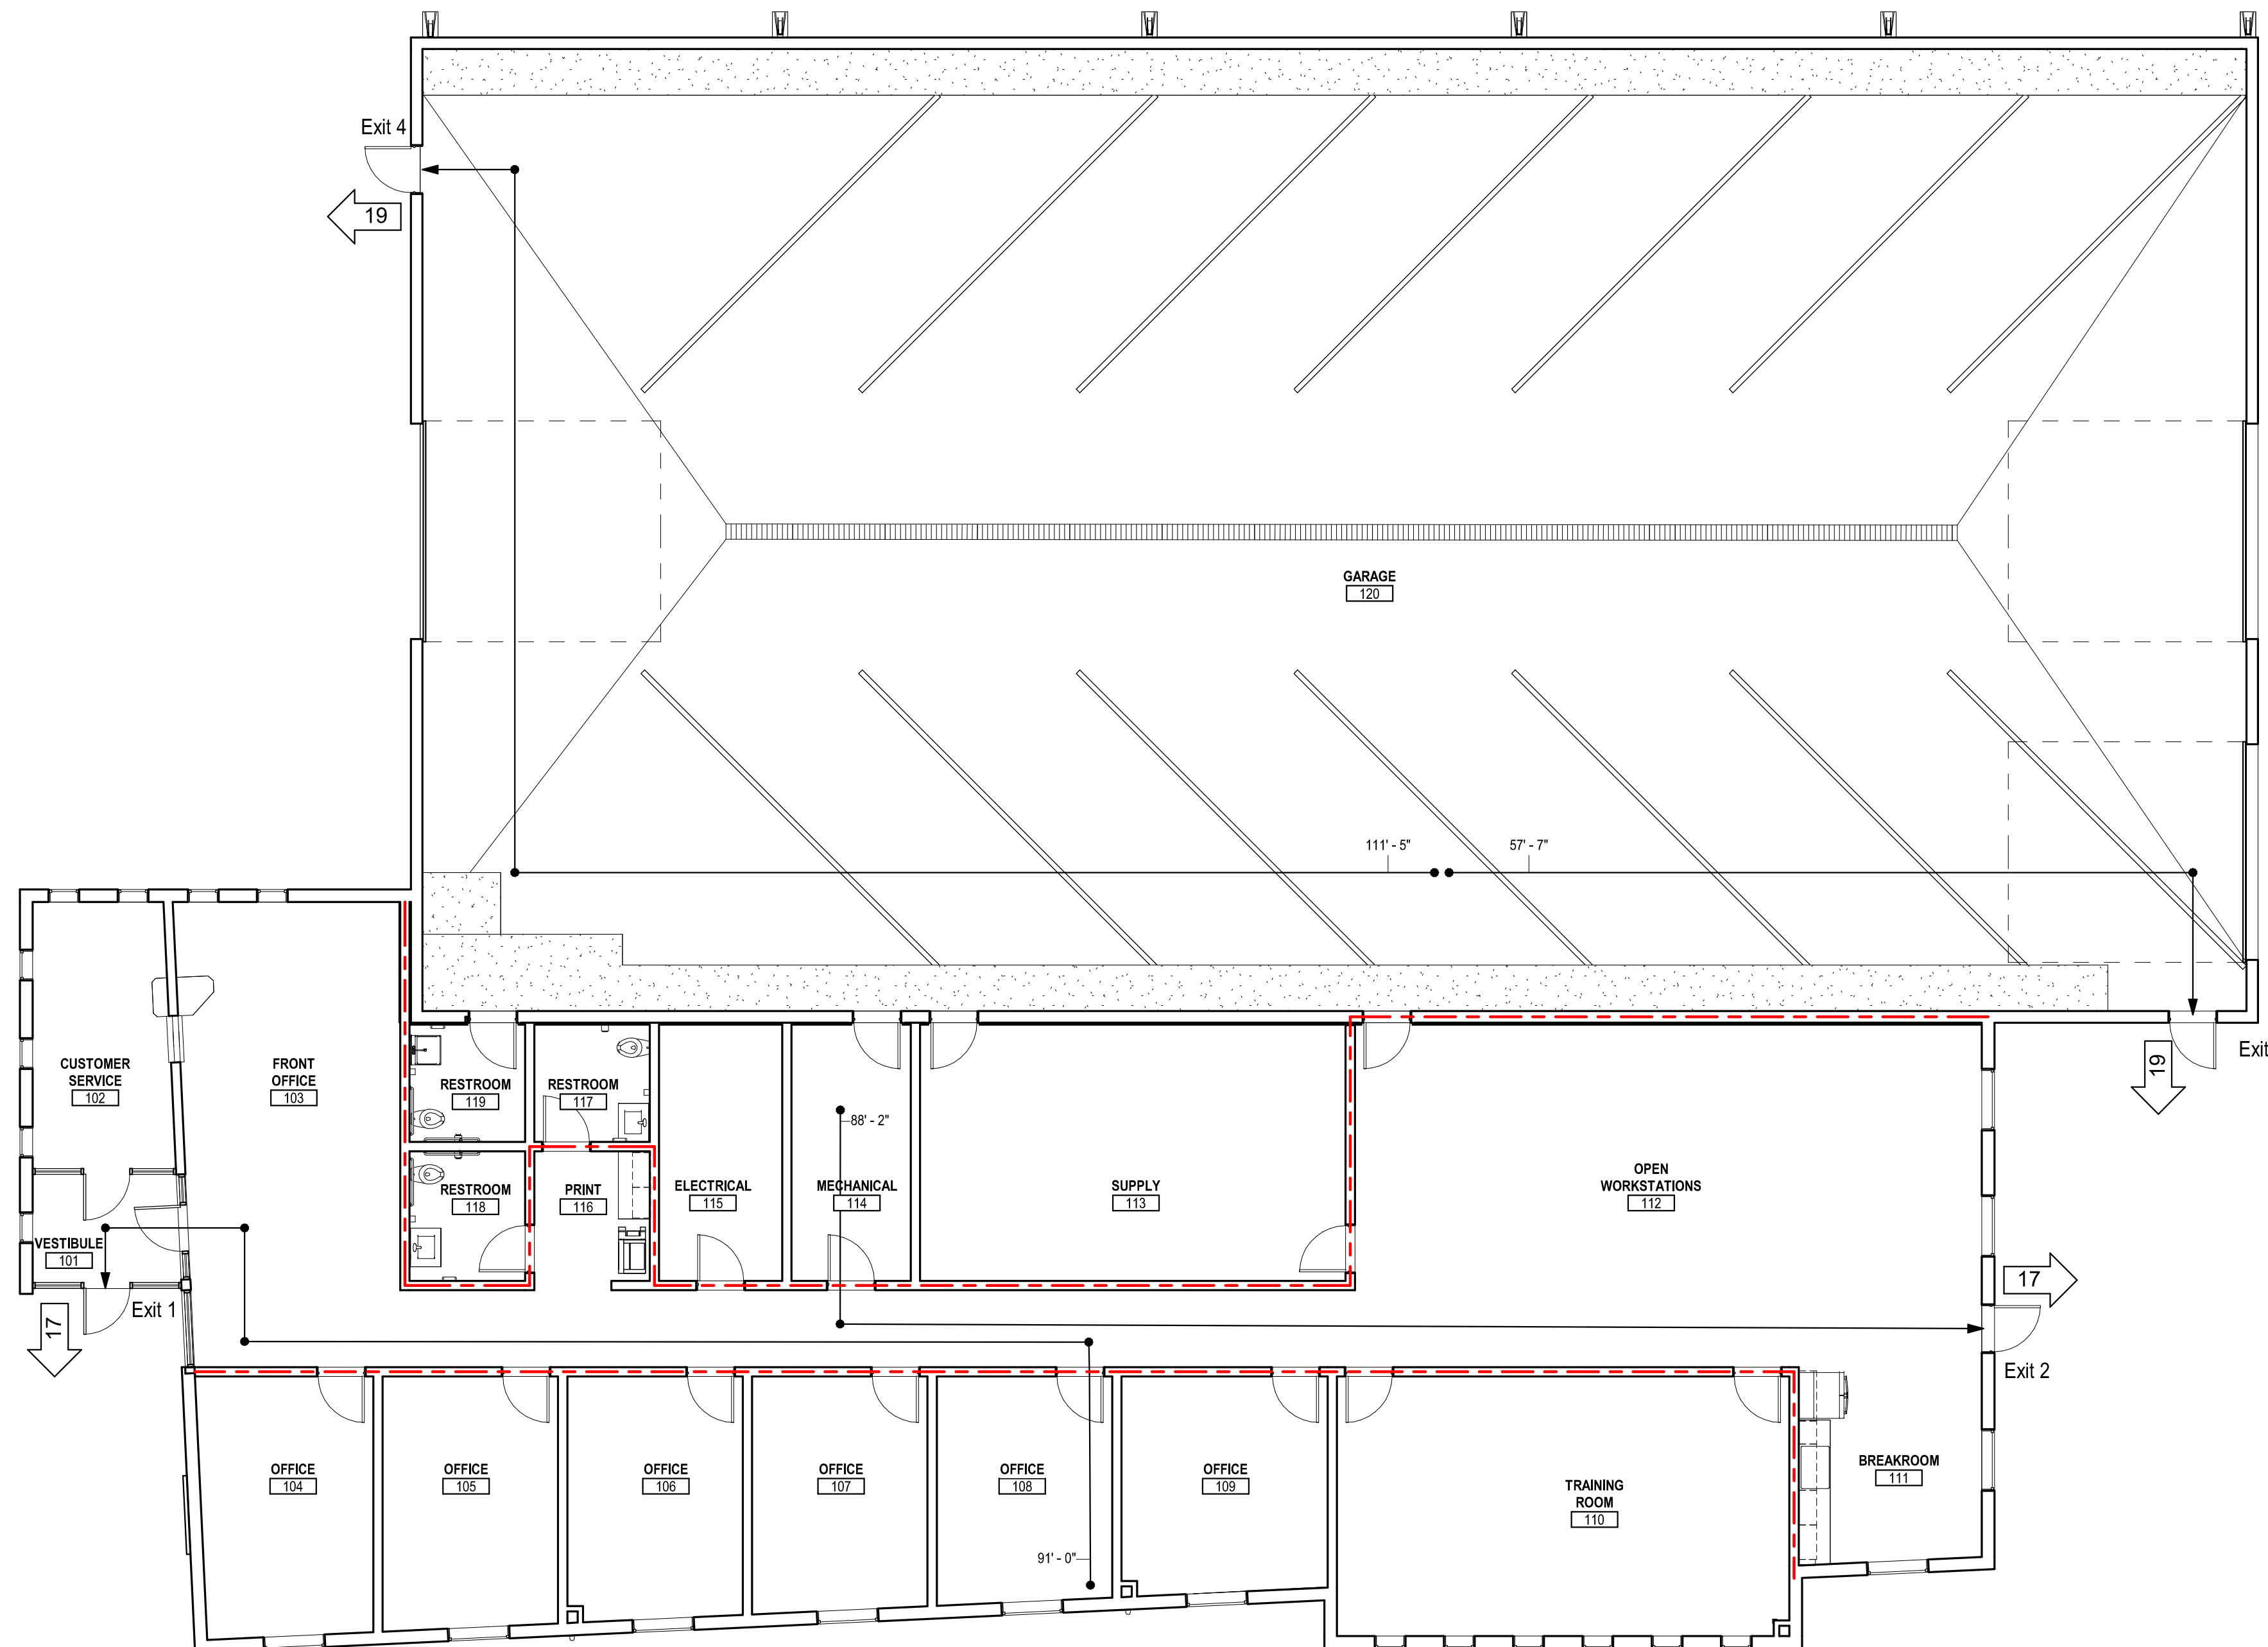 Exit 4
19
GARAGE
120
111' - 5"
57' - 7"
Exit
19
CUSTOMER
SERVICE
102
FRONT
OFFICE
103
RESTROOM
119
RESTROOM
117
88' - 2"
RESTROOM
118
PRINT
116
ELECTRICAL
115
MECHANICAL
114
SUPPLY
113
OPEN
WORKSTATIONS
112
VESTIBULE
101
Exit 1
17
17
Exit 2
OFFICE
104
OFFICE
105
OFFICE
106
OFFICE
107
OFFICE
108
OFFICE
109
TRAINING
ROOM
110
BREAKROOM
111
91' - 0"